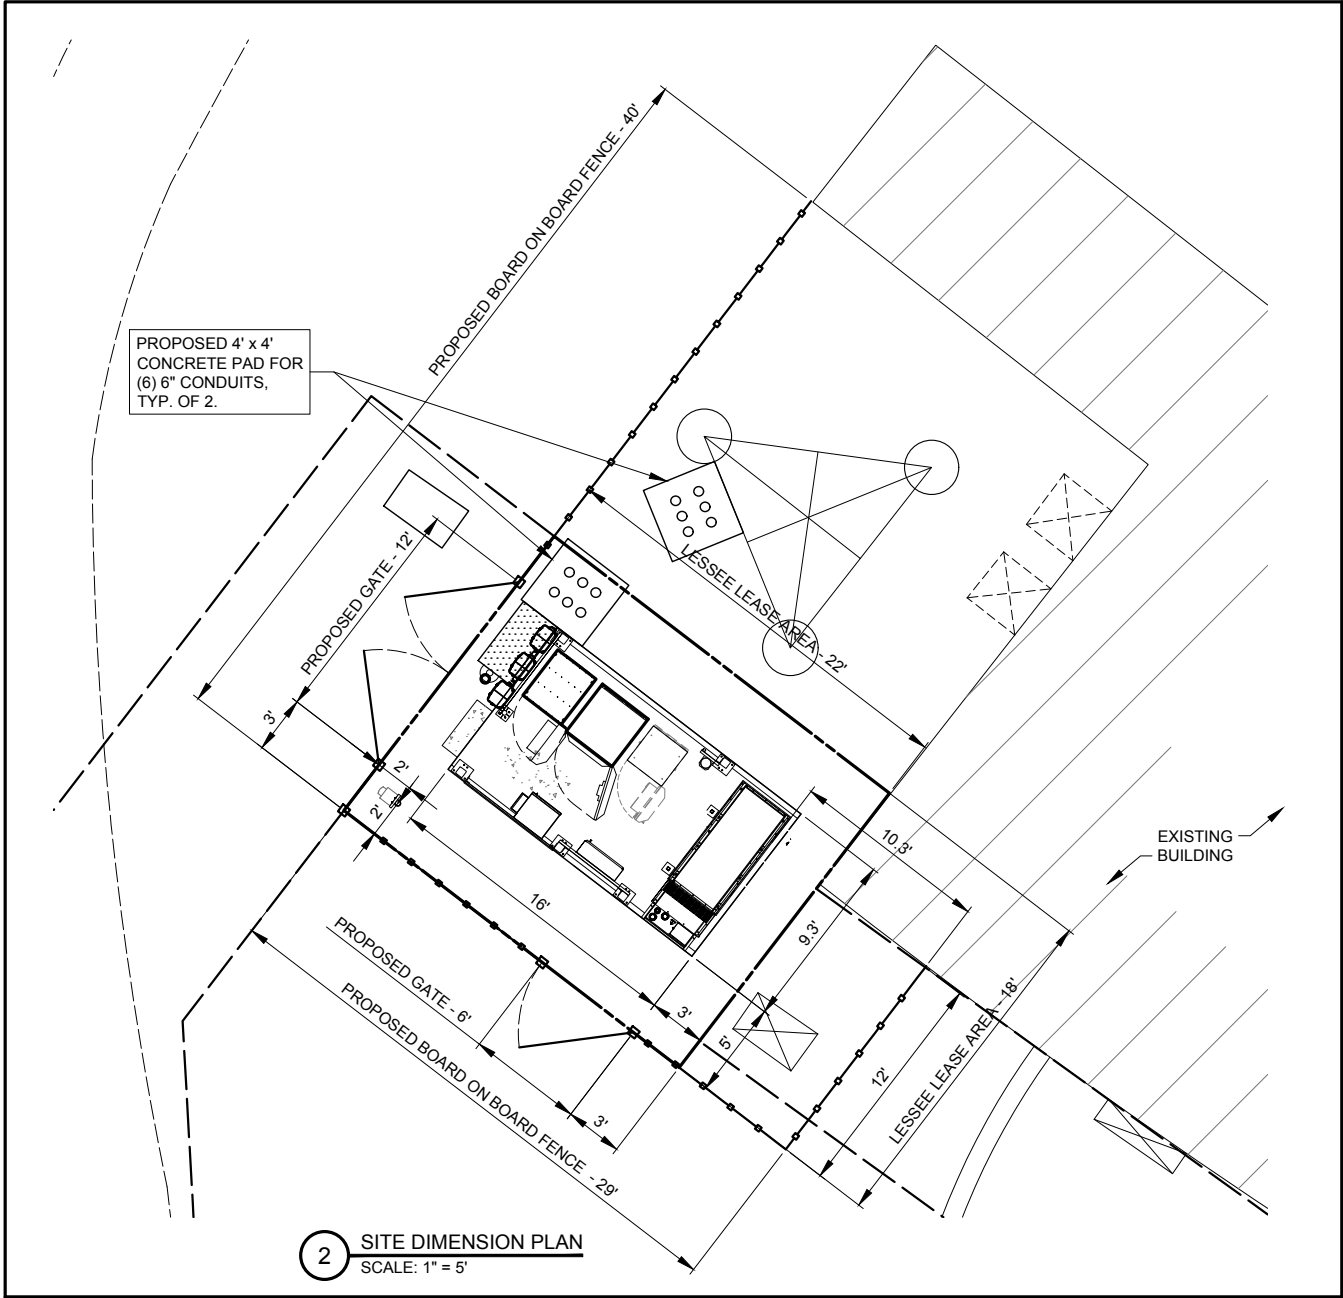 PROPOSED BOARD ON BOARD FENCE - 40'
PROPOSED 4' x 4'
CONCRETE PAD FOR
(6) 6" CONDUITS,
TYP. OF 2.
PROPOSED GATE - 12'
LESSEE LEASE AREA - 22'
3'
2'
2'
10.3'
EXISTING
BUILDING
16'
9.3'
PROPOSED GATE - 6'
3'
5'
LESSEE LEASE AREA - 18'
12'
PROPOSED BOARD ON BOARD FENCE - 29'
3'
2
SITE DIMENSION PLAN
SCALE: 1" = 5'